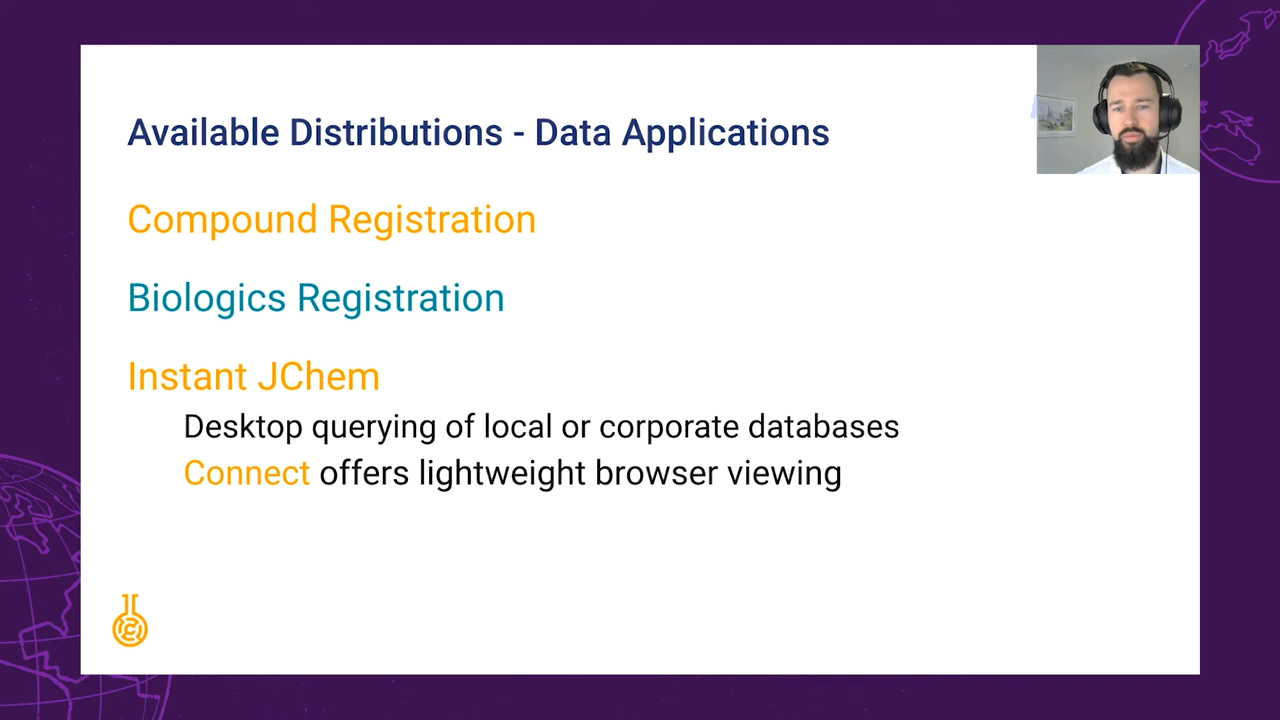 Available Distributions - Data Applications
Compound Registration
Biologics Registration
Instant JChem
Desktop querying of local or corporate databases
Connect offers lightweight browser viewing